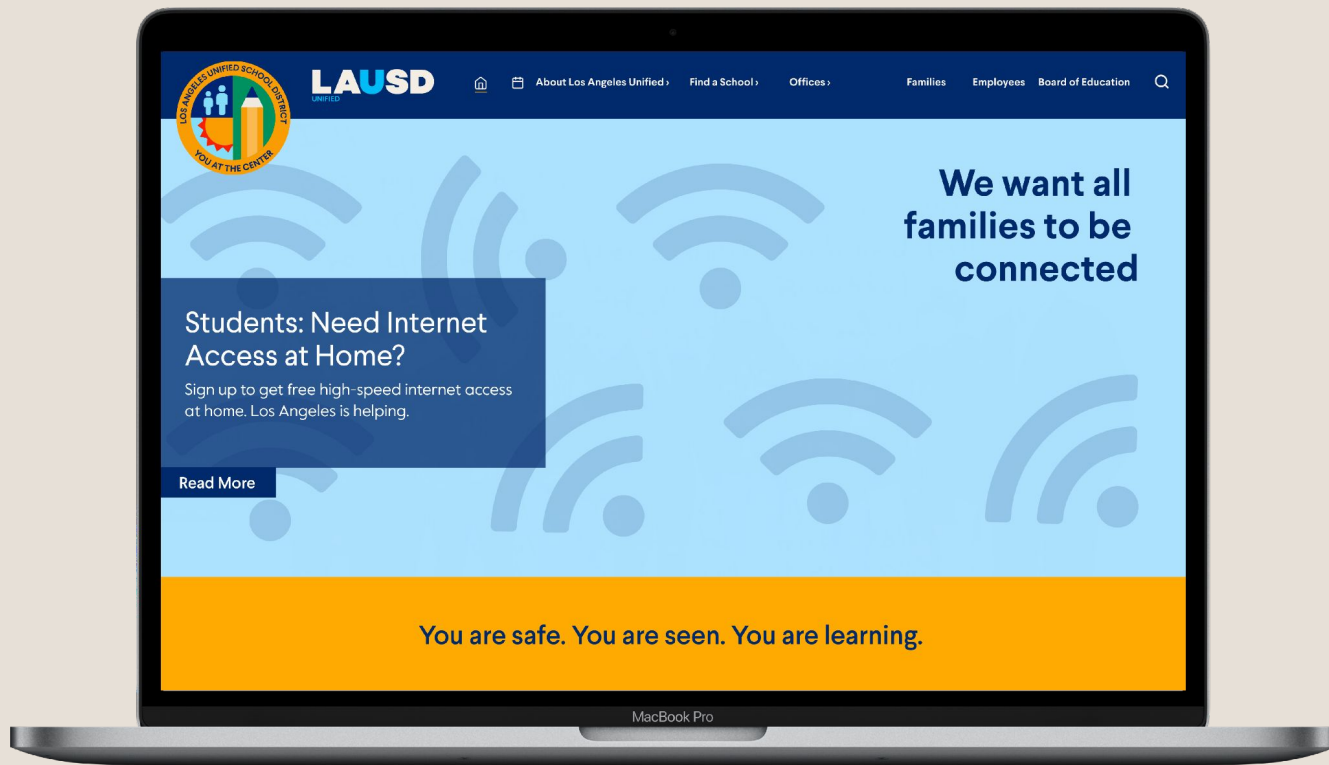 LOS ANGELES UNIFIED SCHOOL DISTRICT
YOU AT THE CENTER
LAUSD
UNIFIED
About Los Angeles Unified ›
Find a School ›
Offices ›
Families
Employees
Board of Education
We want all
families to be
connected
Students: Need Internet
Access at Home?
Sign up to get free high-speed internet access
at home. Los Angeles is helping.
Read More
You are safe. You are seen. You are learning.
MacBook Pro